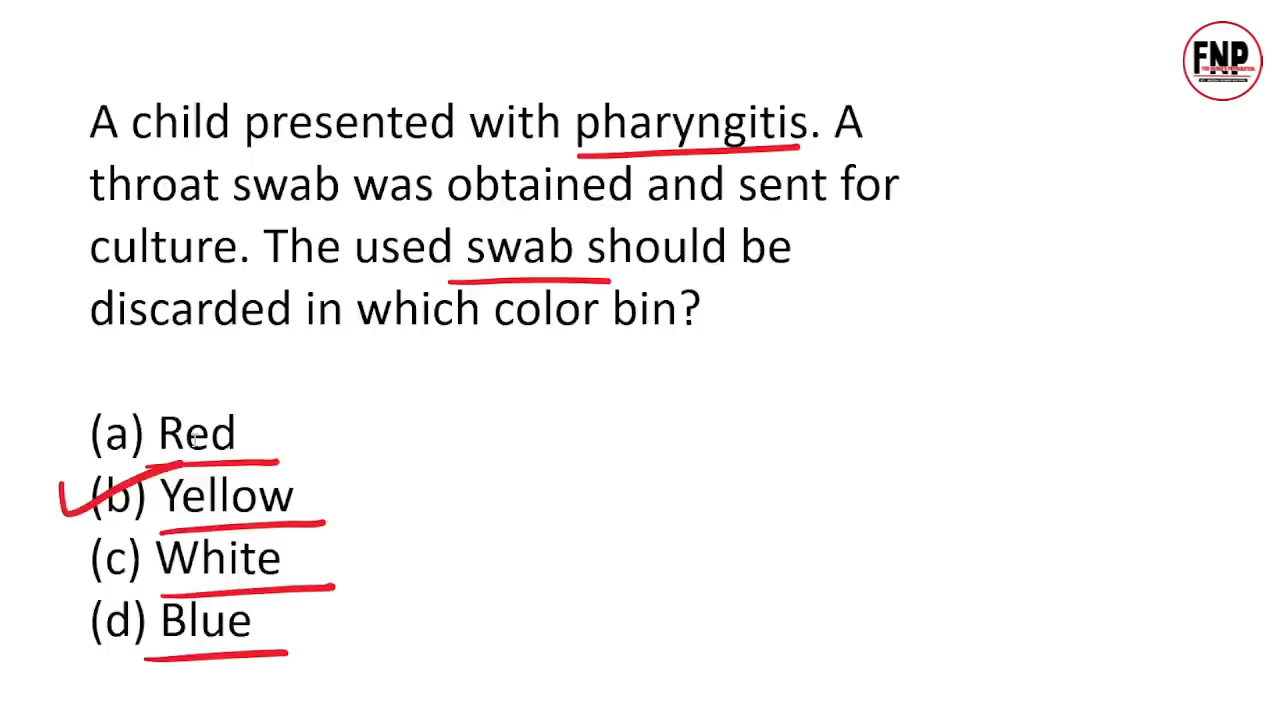 FNP
A child presented with pharyngitis. A
throat swab was obtained and sent for
culture. The used swab should be
discarded in which color bin?
(a) Red
(b) Yellow
(c) White
(d) Blue